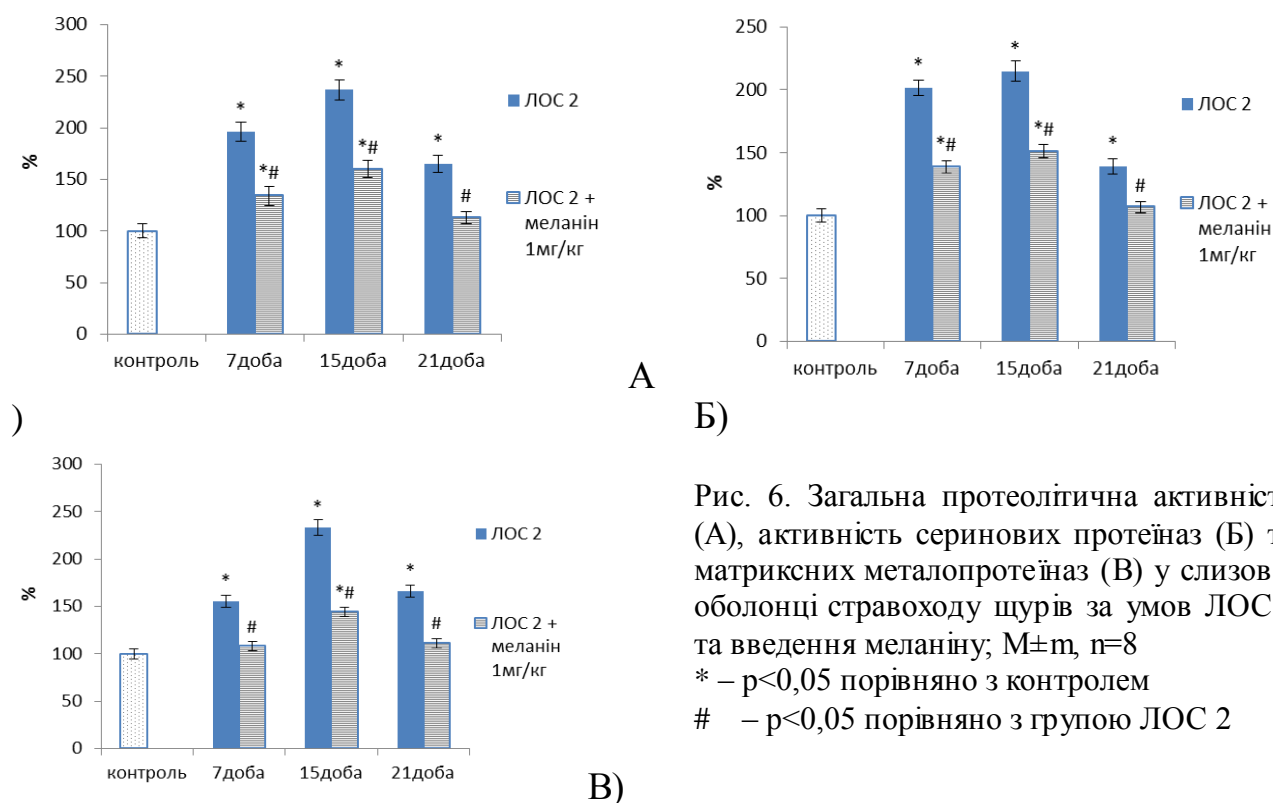 300
250
200
150
100
50
0
%
*
*#
*
*#
*
#
контроль 7доба 15доба 21доба
ЛОС 2
ЛОС 2 +
меланін
1мг/кг
А
)
250
200
150
100
50
0
%
*
*#
*
*#
*
#
контроль 7доба 15доба 21доба
ЛОС 2
ЛОС 2 +
меланін
1мг/кг
Б)
300
250
200
150
100
50
0
%
*
#
*
*#
*
#
контроль 7доба 15доба 21доба
ЛОС 2
ЛОС 2 +
меланін
1мг/кг
В)
Рис. 6. Загальна протеолітична активніст
(А), активність серинових протеїназ (Б) т
матриксних металопротеїназ (В) у слизов
оболонці стравоходу щурів за умов ЛОС
та введення меланіну; M±m, n=8
* – p<0,05 порівняно з контролем
# – p<0,05 порівняно з групою ЛОС 2